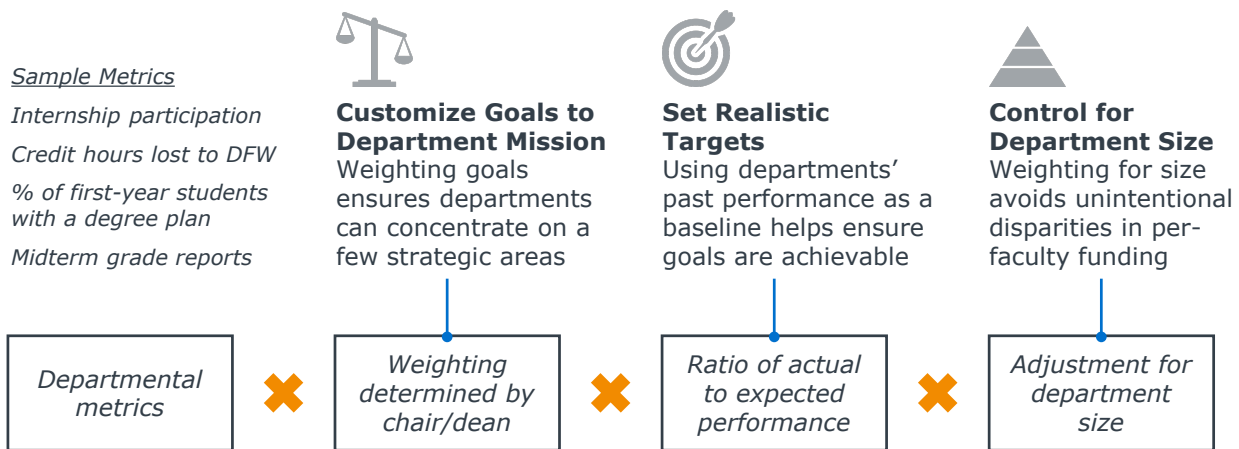 Sample Metrics
Internship participation
Credit hours lost to DFW
% of first-year students
with a degree plan
Midterm grade reports
Customize Goals to
Department Mission
Weighting goals
ensures departments
can concentrate on a
few strategic areas
Set Realistic
Targets
Using departments’
past performance as a
baseline helps ensure
goals are achievable
Control for
Department Size
Weighting for size
avoids unintentional
disparities in per-
faculty funding
Departmental
metrics
Weighting
determined by
chair/dean
Ratio of actual
to expected
performance
Adjustment for
department
size